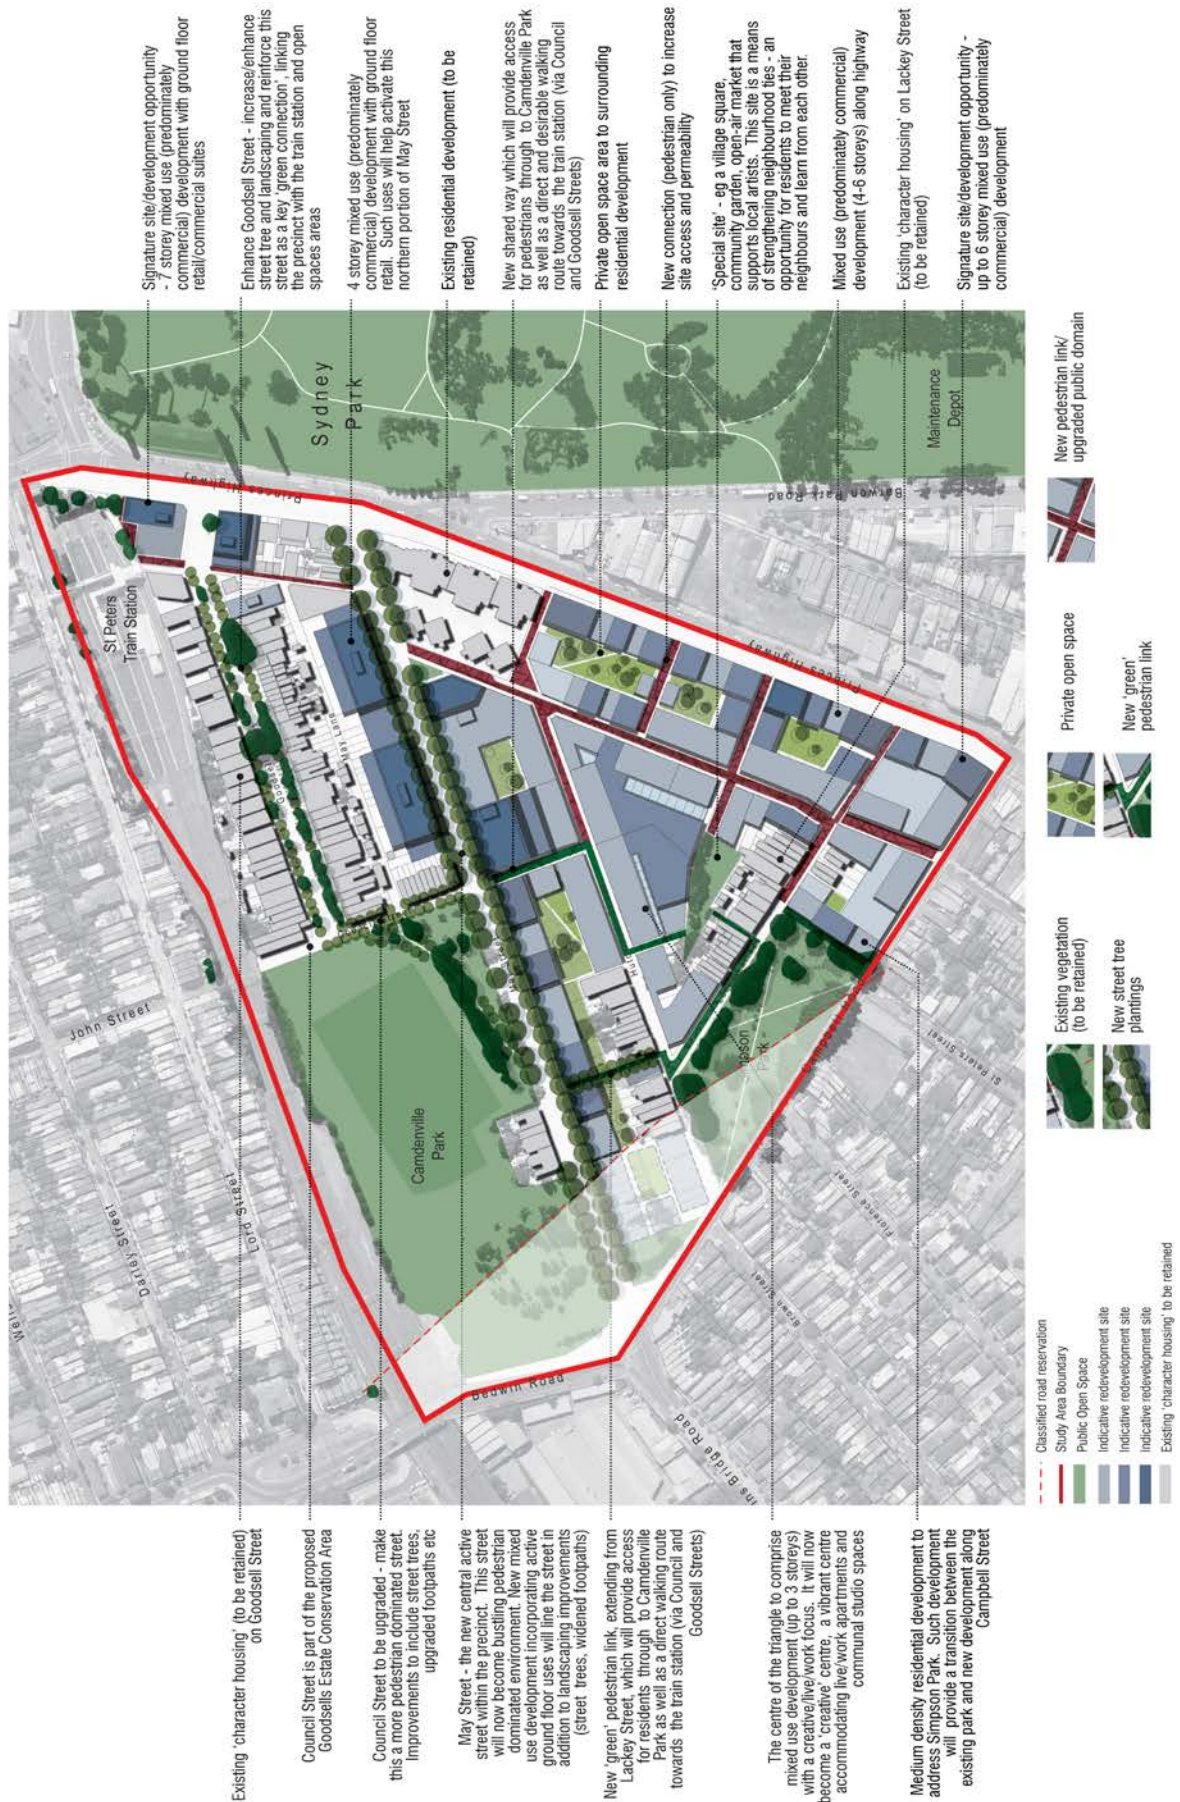 Signature site/development opportunity
- 7 storey mixed use (predominately
commercial) development with ground floor
retail/commercial suites
Enhance Goodsell Street - increase/enhance
street tree and landscaping and reinforce this
street as a key 'green connection', linking
the precinct with the train station and open
spaces areas
4 storey mixed use (predominately
commercial) development with ground floor
retail. Such uses will help activate this
northern portion of May Street
Existing residential development (to be
retained)
New shared way which will provide access
for pedestrians through to Camdenville Park
as well as a direct and desirable walking
route towards the train station (via Council
and Goodsell Streets)
Private open space area to surrounding
residential development
New connection (pedestrian only) to increase
site access and permeability
'Special site' - eg a village square,
community garden, open-air market that
supports local artists. This site is a means
of strengthening neighbourhood ties - an
opportunity for residents to meet their
neighbours and learn from each other.
Mixed use (predominately commercial)
development (4-6 storeys) along highway
Existing 'character housing' on Lackey Street
(to be retained)
Signature site/development opportunity -
up to 6 storey mixed use (predominately
commercial) development
Sydney
Park
Maintenance
Depot
Princes Highway
Barwon Park Road
St Peters
Train Station
May Lane
Princes Highway
John Street
Darley Street
Lord Street
Camdenville
Park
Park
Bedwin Road
St Peters Street
Florence Street
Brown Street
ins Bridge Road
Existing 'character housing' (to be retained)
on Goodsell Street
Council Street is part of the proposed
Goodsells Estate Conservation Area
Council Street to be upgraded - make
this a more pedestrian dominated street.
Improvements to include street trees,
upgraded footpaths etc
May Street - the new central active
street within the precinct. This street
will now become bustling pedestrian
dominated environment. New mixed
use development incorporating active
ground floor uses will line the street in
addition to landscaping improvements
(street trees, widened footpaths)
New 'green' pedestrian link, extending from
Lackey Street, which will provide access
for residents through to Camdenville
Park as well as a direct walking route
towards the train station (via Council and
Goodsell Streets)
The centre of the triangle to comprise
mixed use development (up to 3 storeys)
with a creative/live/work focus. It will now
become a 'creative' centre, a vibrant centre
accommodating live/work apartments and
communal studio spaces
Medium density residential development to
address Simpson Park. Such development
will provide a transition between the
existing park and new development along
Campbell Street
Classified road reservation
Study Area Boundary
Public Open Space
Indicative redevelopment site
Indicative redevelopment site
Indicative redevelopment site
Existing 'character housing' to be retained
Existing vegetation
(to be retained)
New street tree
plantings
Private open space
New 'green'
pedestrian link
New pedestrian link/
upgraded public domain